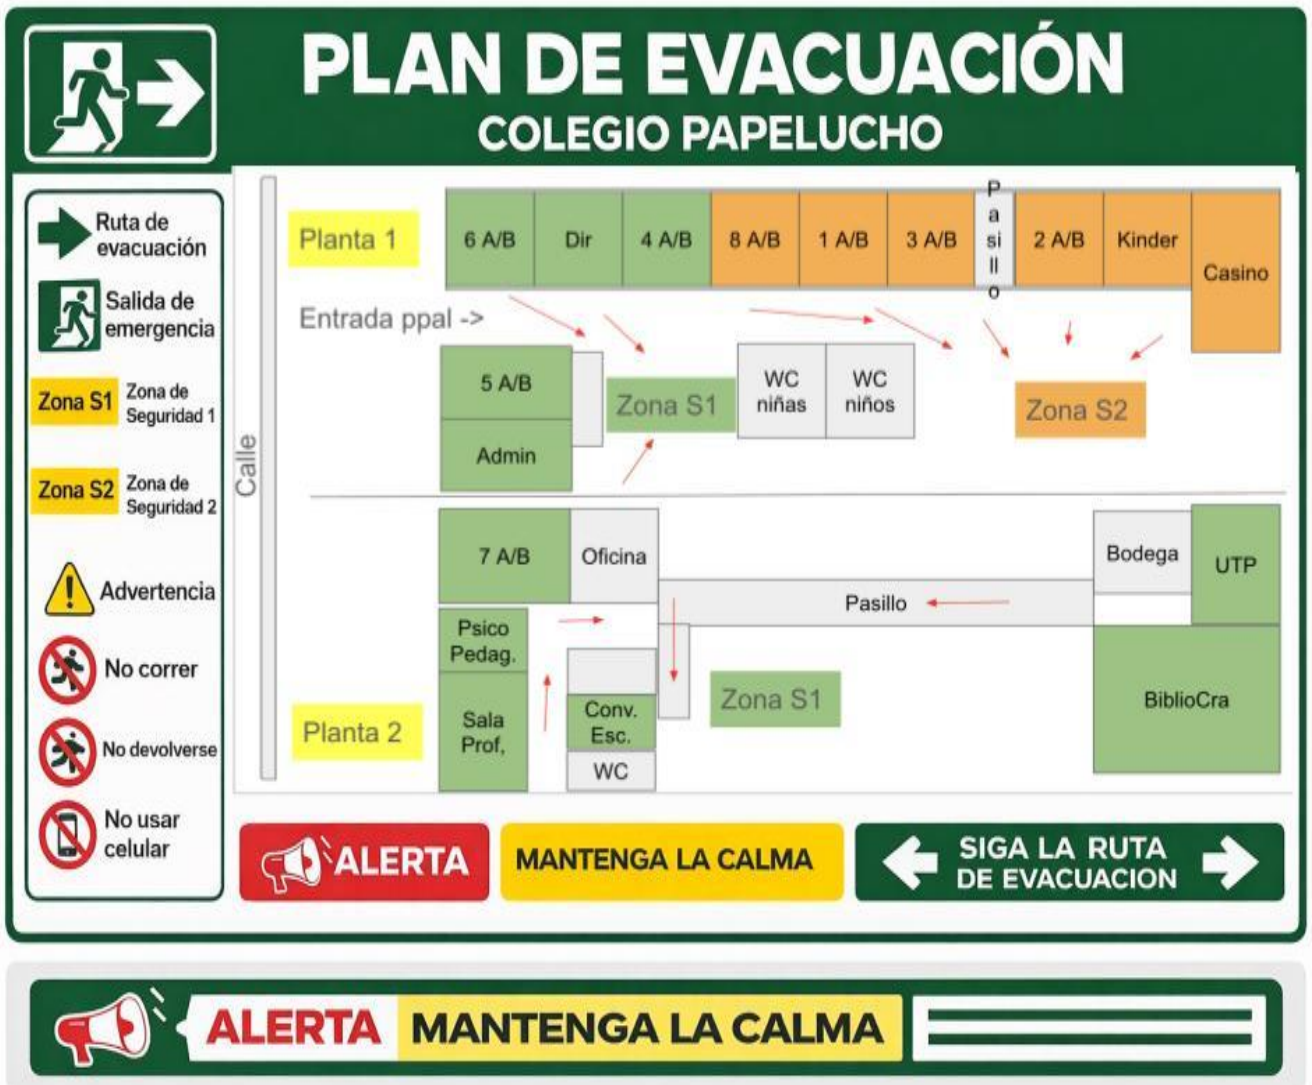 PLAN DE EVACUACIÓN
COLEGIO PAPELUCHO
Ruta de
evacuación
Salida de
emergencia
Zona S1
Zona de
Seguridad 1
Zona S2
Zona de
Seguridad 2
Advertencia
No correr
No devolverse
No usar
celular
Calle
Planta 1
6 A/B
Dir
4 A/B
8 A/B
1 A/B
3 A/B
Pasillo
2 A/B
Kinder
Casino
Entrada ppal ->
5 A/B
Admin
Zona S1
WC
niñas
WC
niños
Zona S2
7 A/B
Oficina
Bodega
UTP
Pasillo
Psico
Pedag.
Sala
Prof,
Conv.
Esc.
WC
Zona S1
BiblioCra
Planta 2
ALERTA
MANTENGA LA CALMA
SIGA LA RUTA
DE EVACUACION
ALERTA
MANTENGA LA CALMA